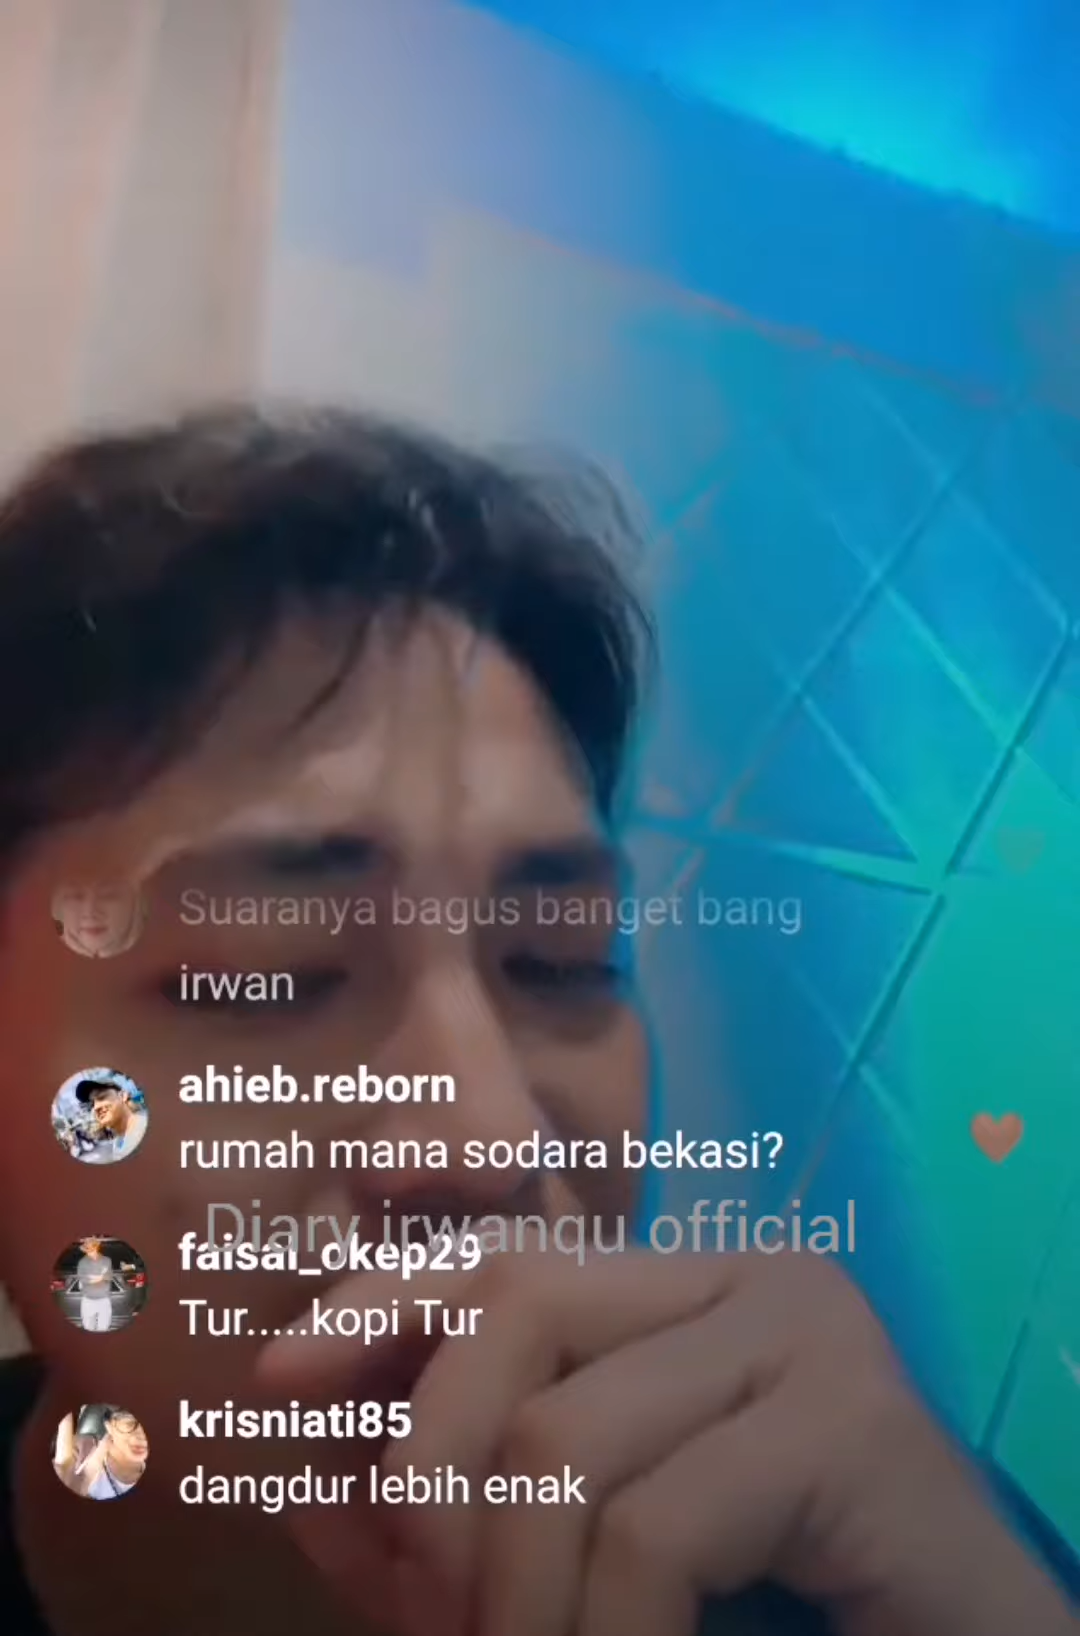 Suaranya bagus banget bang
irwan
ahieb.reborn
rumah mana sodara bekasi?
Diary irwanqu official
faisal_okep29
Tur.....kopi Tur
krisniati85
dangdur lebih enak